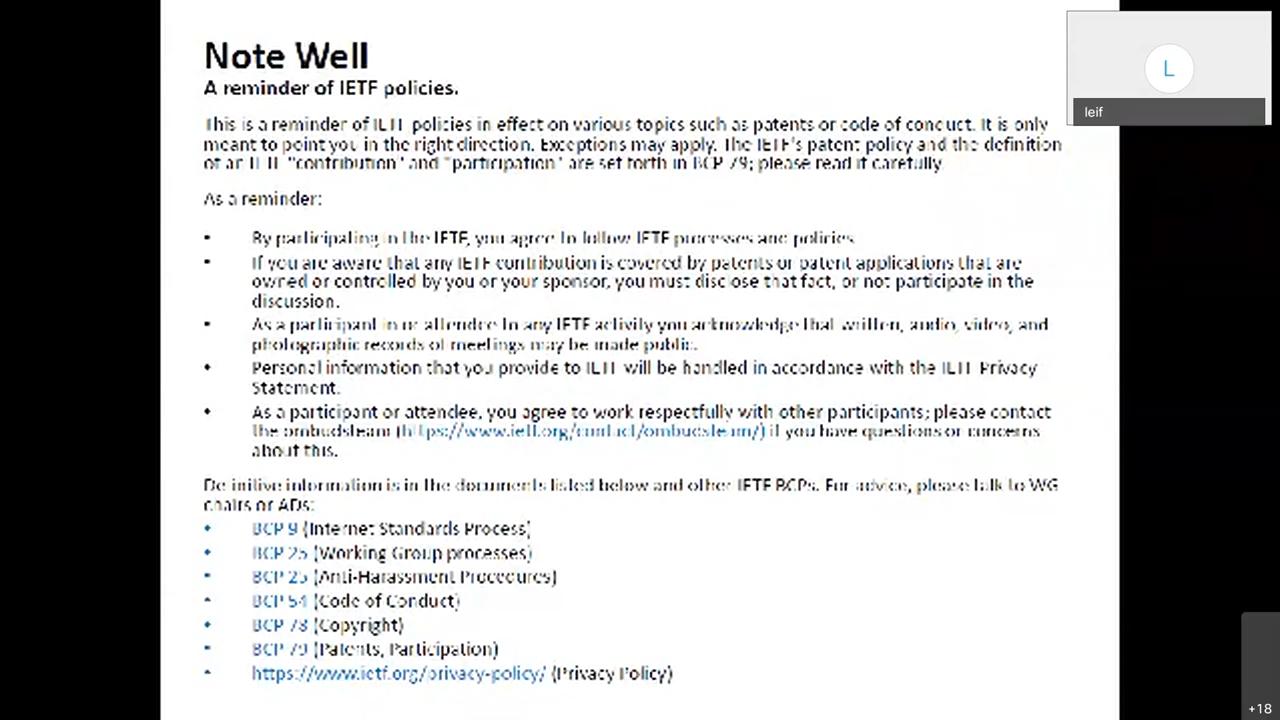 Note Well
A reminder of IETF policies.
This is a reminder of IETF policies in effect on various topics such as patents or code of conduct. It is only
meant to point you in the right direction. Exceptions may apply. The IETF's patent policy and the definition
of an IETF "contribution" and "participation" are set forth in BCP 79; please read it carefully.
As a reminder:
• By participating in the IETF, you agree to follow IETF processes and policies.
• If you are aware that any IETF contribution is covered by patents or patent applications that are
owned or controlled by you or your sponsor, you must disclose that fact, or not participate in the
discussion.
• As a participant in or attendee to any IETF activity you acknowledge that written, audio, video, and
photographic records of meetings may be made public.
• Personal information that you provide to IETF will be handled in accordance with the IETF Privacy
Statement.
• As a participant or attendee, you agree to work respectfully with other participants; please contact
the ombudsteam (https://www.ietf.org/contact/ombudsteam/) if you have questions or concerns
about this.
Definitive information is in the documents listed below and other IETF BCPs. For advice, please talk to WG
chairs or ADs:
• BCP 9 (Internet Standards Process)
• BCP 25 (Working Group processes)
• BCP 25 (Anti-Harassment Procedures)
• BCP 54 (Code of Conduct)
• BCP 78 (Copyright)
• BCP 79 (Patents, Participation)
• https://www.ietf.org/privacy-policy/ (Privacy Policy)
L
leif
+18